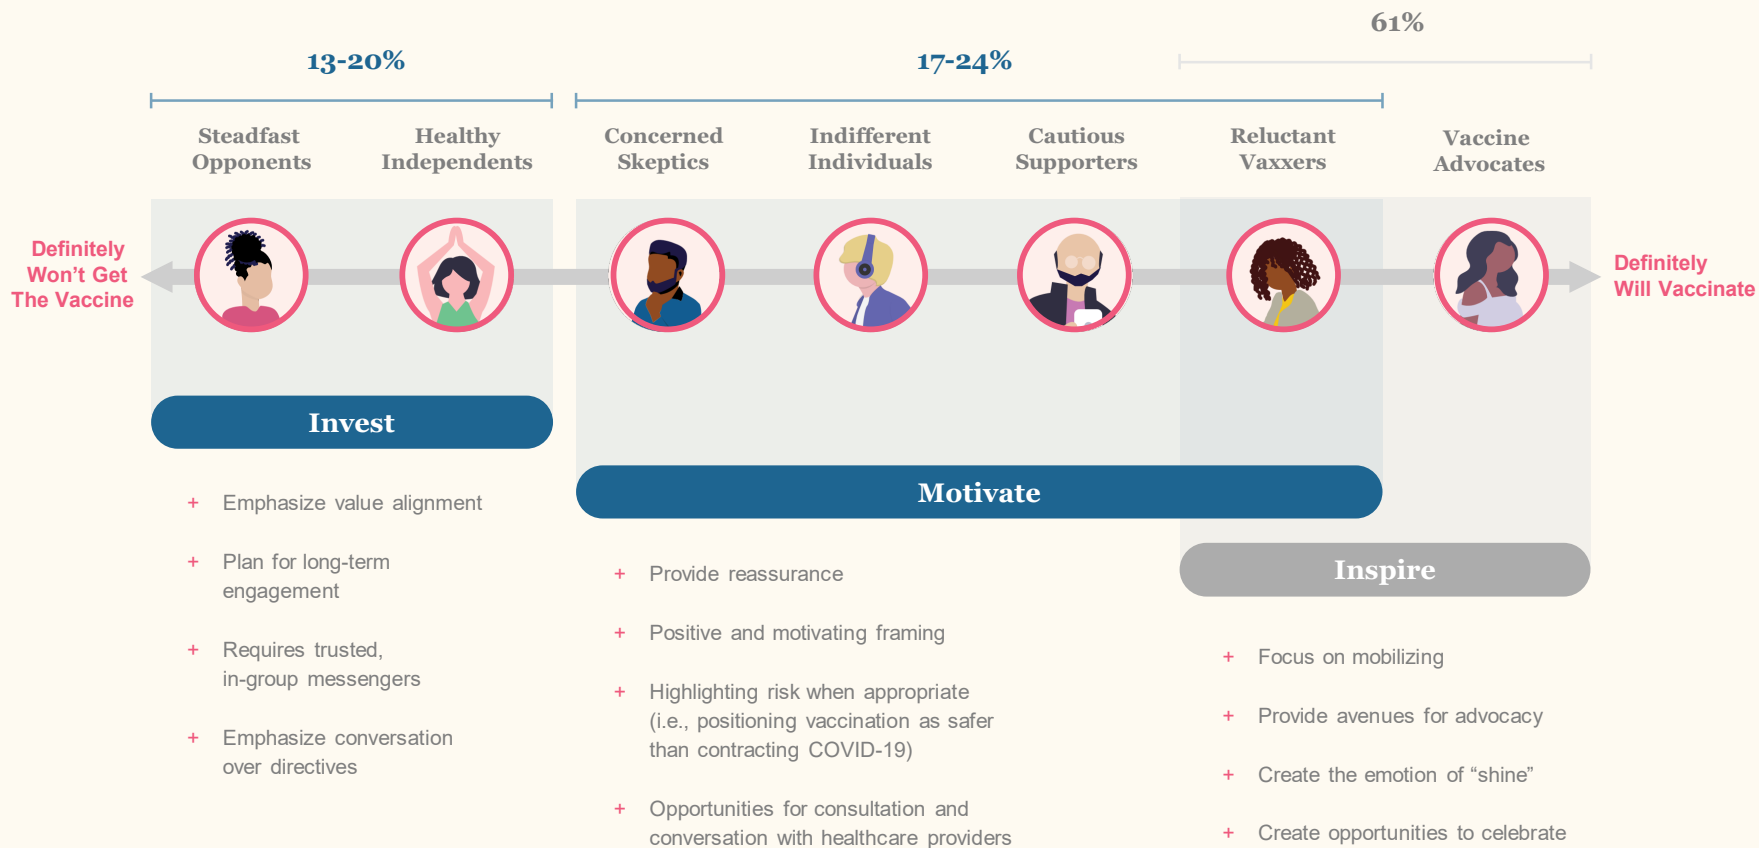 61%
13-20%
17-24%
Steadfast
Opponents
Healthy
Independents
Concerned
Skeptics
Indifferent
Individuals
Cautious
Supporters
Reluctant
Vaxxers
Vaccine
Advocates
Definitely
Won't Get
The Vaccine
Definitely
Will Vaccinate
Invest
+ Emphasize value alignment
+ Plan for long-term
engagement
+ Requires trusted,
in-group messengers
+ Emphasize conversation
over directives
Motivate
+ Provide reassurance
+ Positive and motivating framing
+ Highlighting risk when appropriate
(i.e., positioning vaccination as safer
than contracting COVID-19)
+ Opportunities for consultation and
conversation with healthcare providers
Inspire
+ Focus on mobilizing
+ Provide avenues for advocacy
+ Create the emotion of “shine”
+ Create opportunities to celebrate